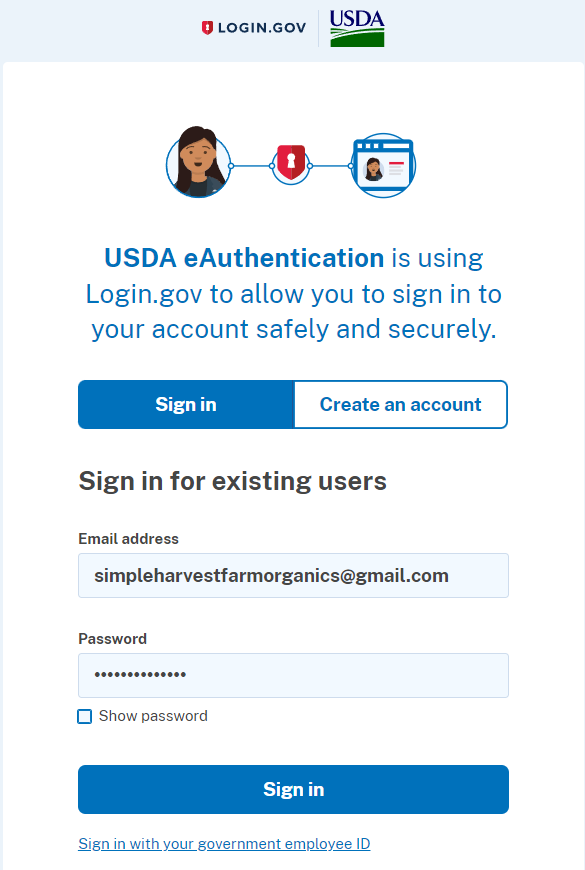 LOGIN.GOV USDA
USDA eAuthentication is using
Login.gov to allow you to sign in to
your account safely and securely.
Sign in Create an account
Sign in for existing users
Email address
simpleharvestfarmorganics@gmail.com
Password
••••••••••••••
Show password
Sign in
Sign in with your government employee ID